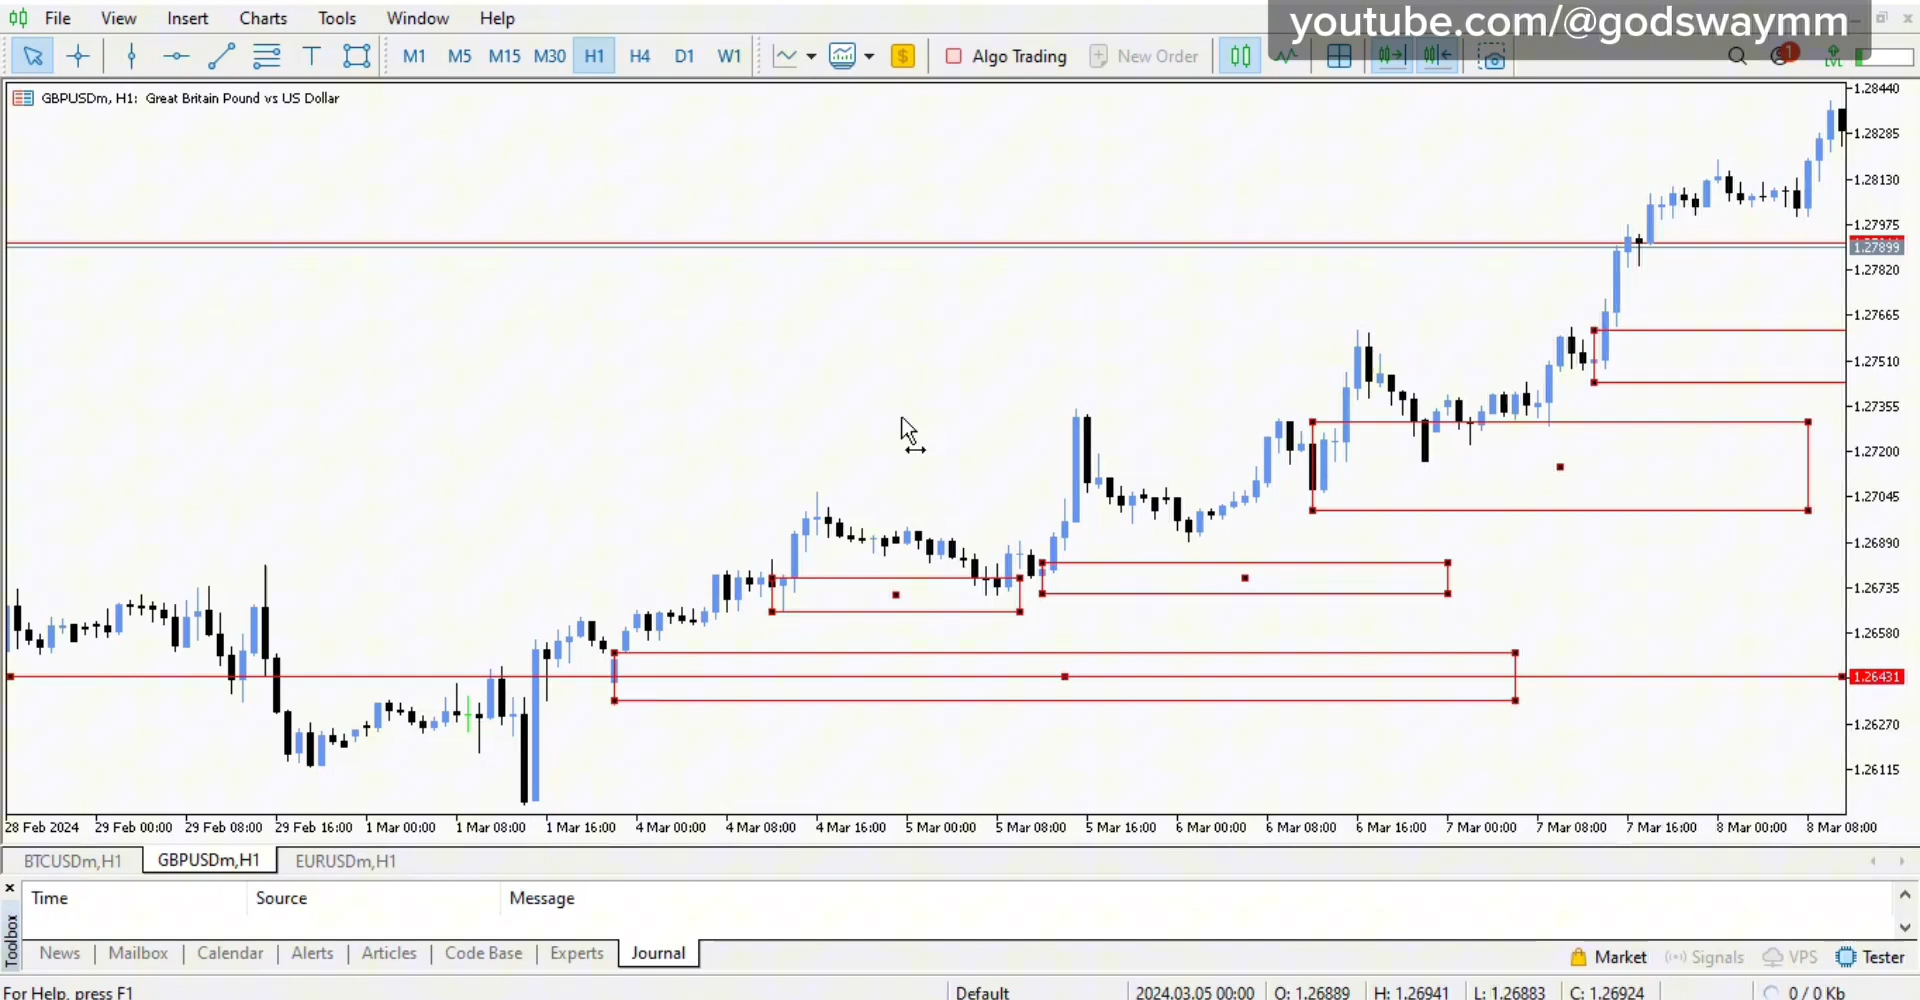 File View Insert Charts Tools Window Help
youtube.com/@godswaymm
T M1 M5 M15 M30 H1 H4 D1 W1 $ Algo Trading New Order 1 LVL
GBPUSDm, H1: Great Britain Pound vs US Dollar
1.28440
1.28285
1.28130
1.27975
1.27899
1.27820
1.27665
1.27510
1.27355
1.27200
1.27045
1.26890
1.26735
1.26580
1.26431
1.26270
1.26115
28 Feb 2024 29 Feb 00:00 29 Feb 08:00 29 Feb 16:00 1 Mar 00:00 1 Mar 08:00 1 Mar 16:00 4 Mar 00:00 4 Mar 08:00 4 Mar 16:00 5 Mar 00:00 5 Mar 08:00 5 Mar 16:00 6 Mar 00:00 6 Mar 08:00 6 Mar 16:00 7 Mar 00:00 7 Mar 08:00 7 Mar 16:00 8 Mar 00:00 8 Mar 08:00
BTCUSDm,H1 GBPUSDm,H1 EURUSDm,H1
Time Source Message
Toolbox
News Mailbox Calendar Alerts Articles Code Base Experts Journal
Market Signals VPS Tester
For Help, press F1 Default 2024.03.05 00:00 O: 1.26889 H: 1.26941 L: 1.26883 C: 1.26924 0 / 0 Kb